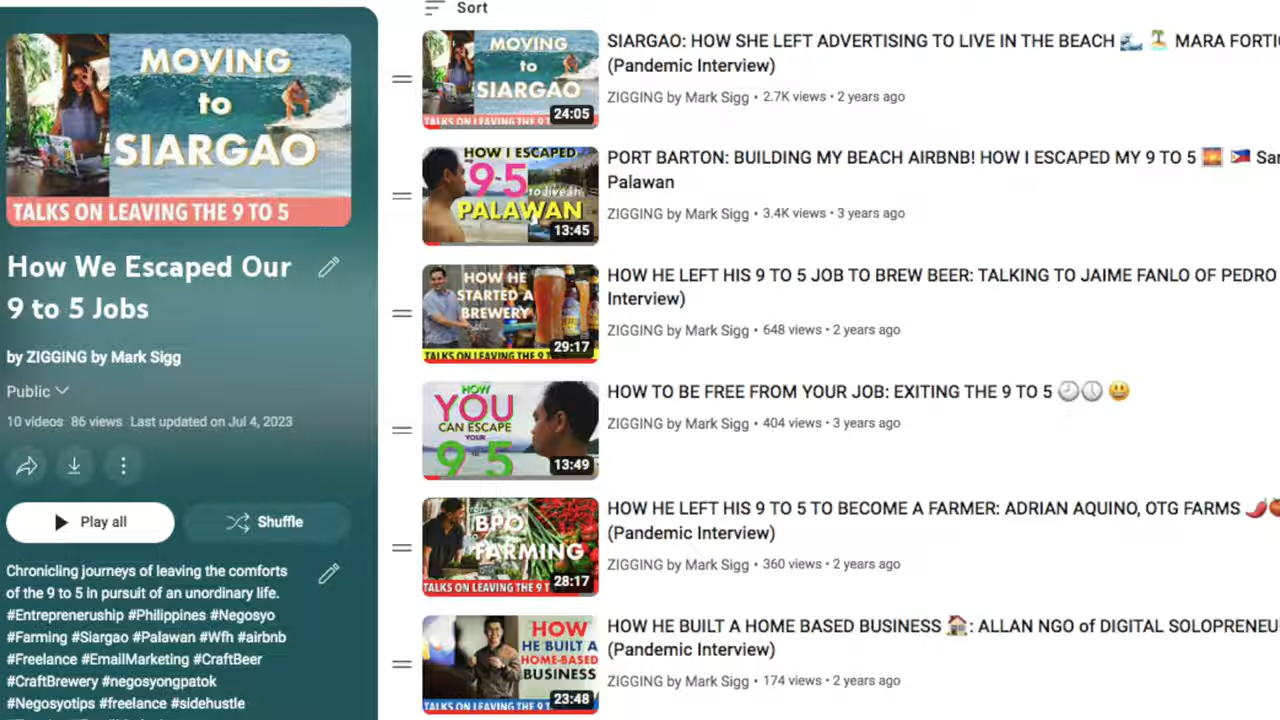 MOVING
to
SIARGAO
TALKS ON LEAVING THE 9 TO 5
How We Escaped Our
9 to 5 Jobs
by ZIGGING by Mark Sigg
Public
10 videos 86 views Last updated on Jul 4, 2023
Play all
Shuffle
Chronicling journeys of leaving the comforts
of the 9 to 5 in pursuit of an unordinary life.
#Entrepreneruship #Philippines #Negosyo
#Farming #Siargao #Palawan #Wfh #airbnb
#Freelance #EmailMarketing #CraftBeer
#CraftBrewery #negosyongpatok
#Negosyotips #freelance #sidehustle
Sort
MOVING
to
SIARGAO
24:05
TALKS ON LEAVING THE 9 T
SIARGAO: HOW SHE LEFT ADVERTISING TO LIVE IN THE BEACH 🌊 🏝️ MARA FORTI
(Pandemic Interview)
ZIGGING by Mark Sigg • 2.7K views • 2 years ago
HOW I ESCAPED
my
9-5
to live in
PALAWAN
13:45
PORT BARTON: BUILDING MY BEACH AIRBNB! HOW I ESCAPED MY 9 TO 5 🌅 🇵🇭 Sa
Palawan
ZIGGING by Mark Sigg • 3.4K views • 3 years ago
HOW HE
STARTED A
BREWERY
29:17
TALKS ON LEAVING THE 9 T
HOW HE LEFT HIS 9 TO 5 JOB TO BREW BEER: TALKING TO JAIME FANLO OF PEDRO
Interview)
ZIGGING by Mark Sigg • 648 views • 2 years ago
HOW
YOU
CAN ESCAPE
YOUR
9-5
13:49
HOW TO BE FREE FROM YOUR JOB: EXITING THE 9 TO 5 🕗🕔 😃
ZIGGING by Mark Sigg • 404 views • 3 years ago
from
BPO
to
FARMING
28:17
TALKS ON LEAVING THE 9 T
HOW HE LEFT HIS 9 TO 5 TO BECOME A FARMER: ADRIAN AQUINO, OTG FARMS 🌶️🍅
(Pandemic Interview)
ZIGGING by Mark Sigg • 360 views • 2 years ago
HOW
HE BUILT A
HOME-BASED
BUSINESS
23:48
TALKS ON LEAVING THE 9 T
HOW HE BUILT A HOME BASED BUSINESS 🏠: ALLAN NGO of DIGITAL SOLOPRENEU
(Pandemic Interview)
ZIGGING by Mark Sigg • 174 views • 2 years ago